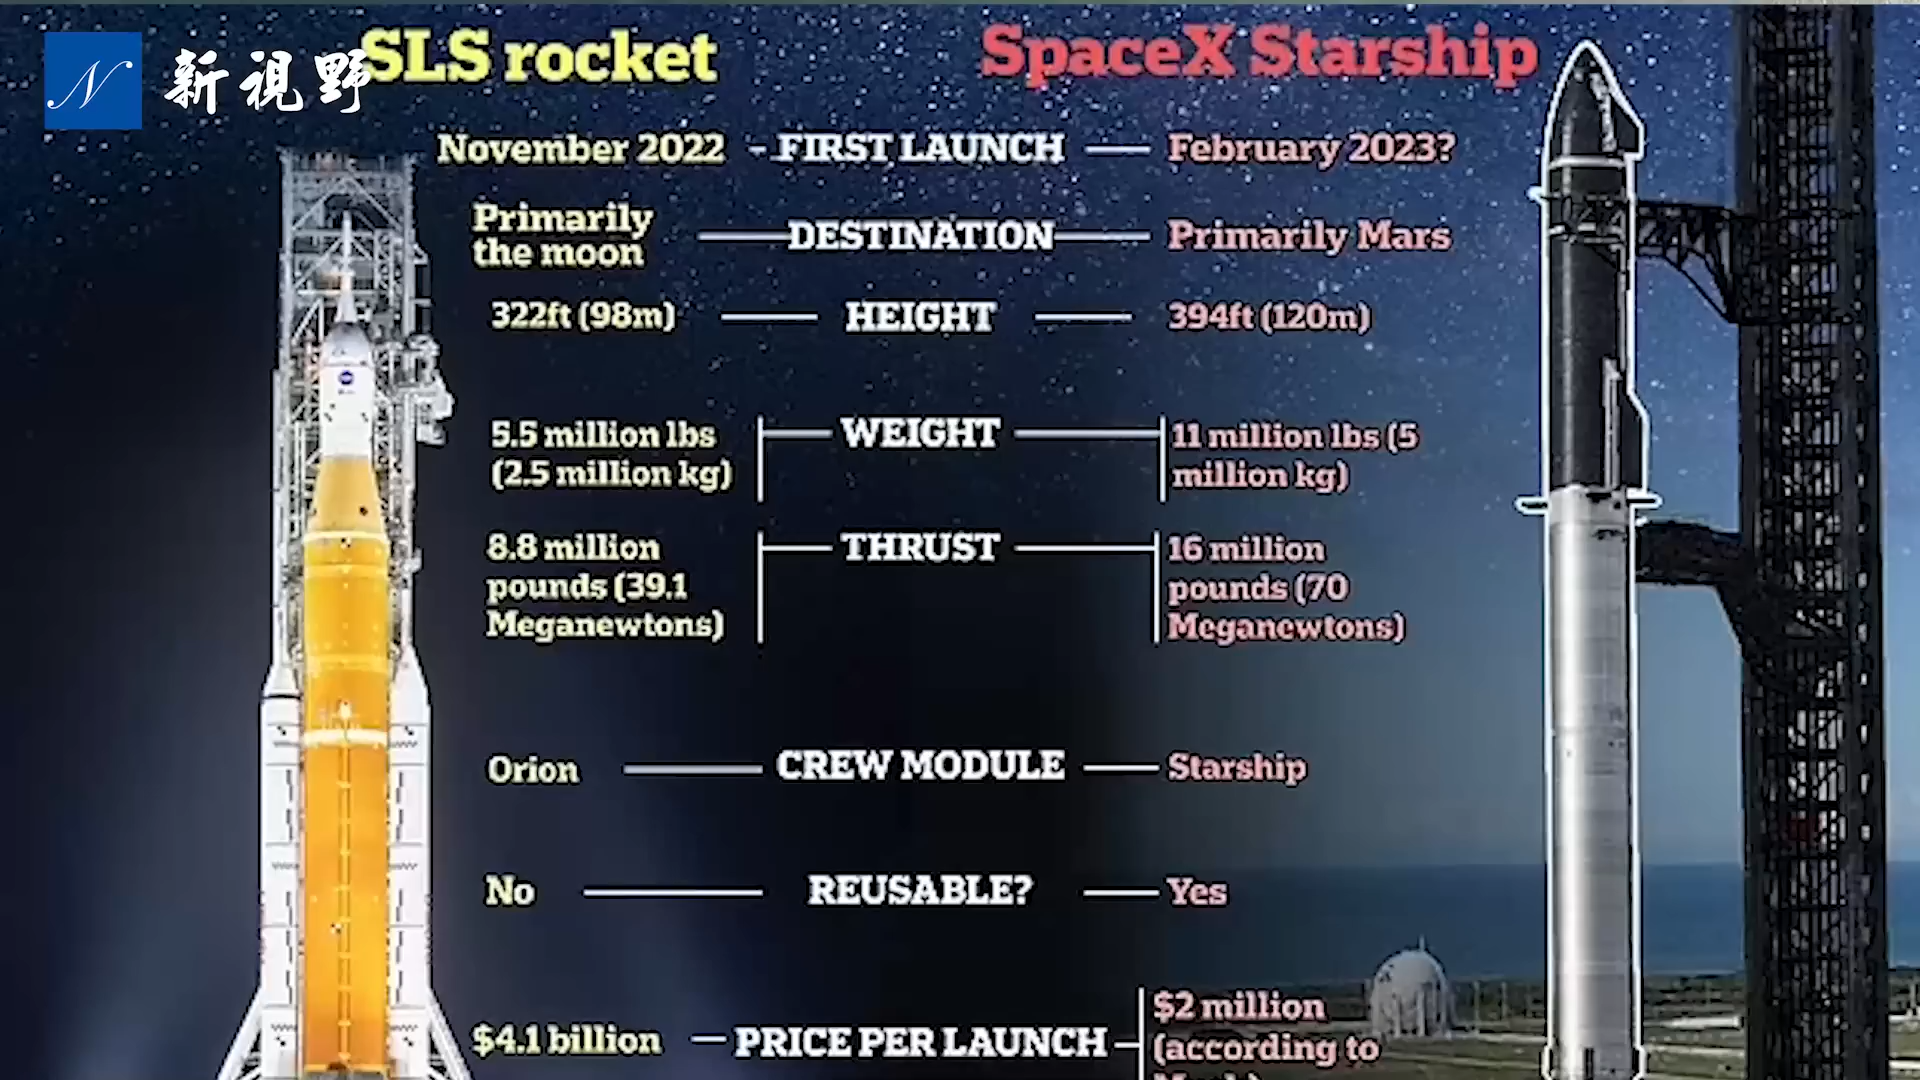 新視野
SLS rocket
SpaceX Starship
November 2022 - FIRST LAUNCH — February 2023?
Primarily
the moon
DESTINATION
Primarily Mars
322ft (98m) — HEIGHT — 394ft (120m)
5.5 million lbs
(2.5 million kg)
WEIGHT
11 million lbs (5
million kg)
8.8 million
pounds (39.1
Meganewtons)
THRUST
16 million
pounds (70
Meganewtons)
Orion — CREW MODULE — Starship
No — REUSABLE? — Yes
$4.1 billion — PRICE PER LAUNCH
$2 million
(according to